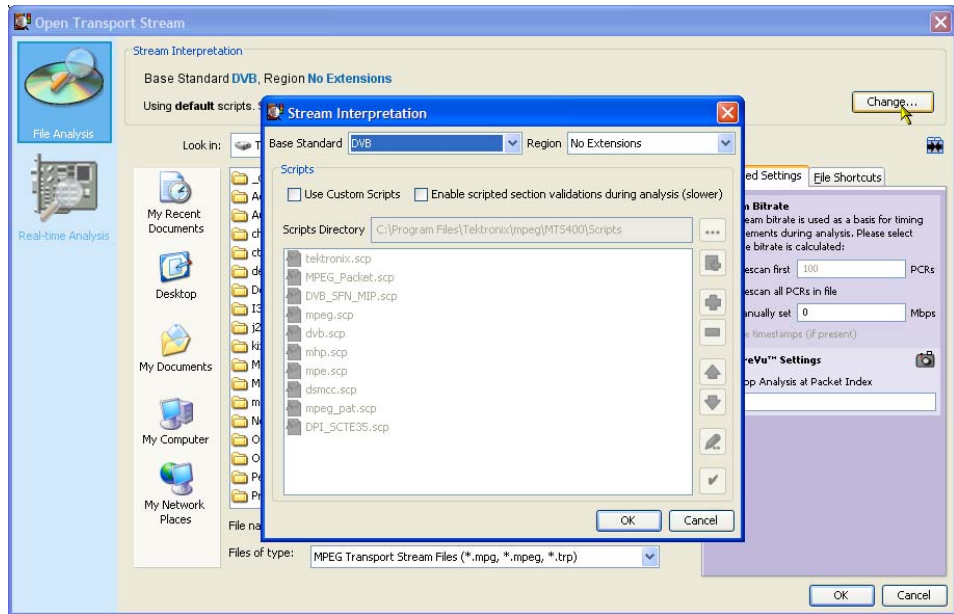 Open Transport Stream
Stream Interpretation
Base Standard DVB, Region No Extensions
Using default scripts.
Change...
File Analysis
Real-time Analysis
Look in:
My Recent
Documents
Desktop
My Documents
My Computer
My Network
Places
File na
Files of type: MPEG Transport Stream Files (*.mpg, *.mpeg, *.trp)
Stream Interpretation
Base Standard DVB Region No Extensions
Scripts
Use Custom Scripts Enable scripted section validations during analysis (slower)
Scripts Directory C:\Program Files\Tektronix\mpeg\MTS400\Scripts
tektronix.scp
MPEG_Packet.scp
DVB_SFN_MIP.scp
mpeg.scp
dvb.scp
mhp.scp
mpe.scp
dsmcc.scp
mpeg_pat.scp
DPI_SCTE35.scp
OK Cancel
ed Settings File Shortcuts
Bitrate
eam bitrate is used as a basis for timing
ements during analysis. Please select
e bitrate is calculated:
escan first 100 PCRs
escan all PCRs in file
anually set 0 Mbps
e timestamps (if present)
reVu™ Settings
op Analysis at Packet Index
OK Cancel